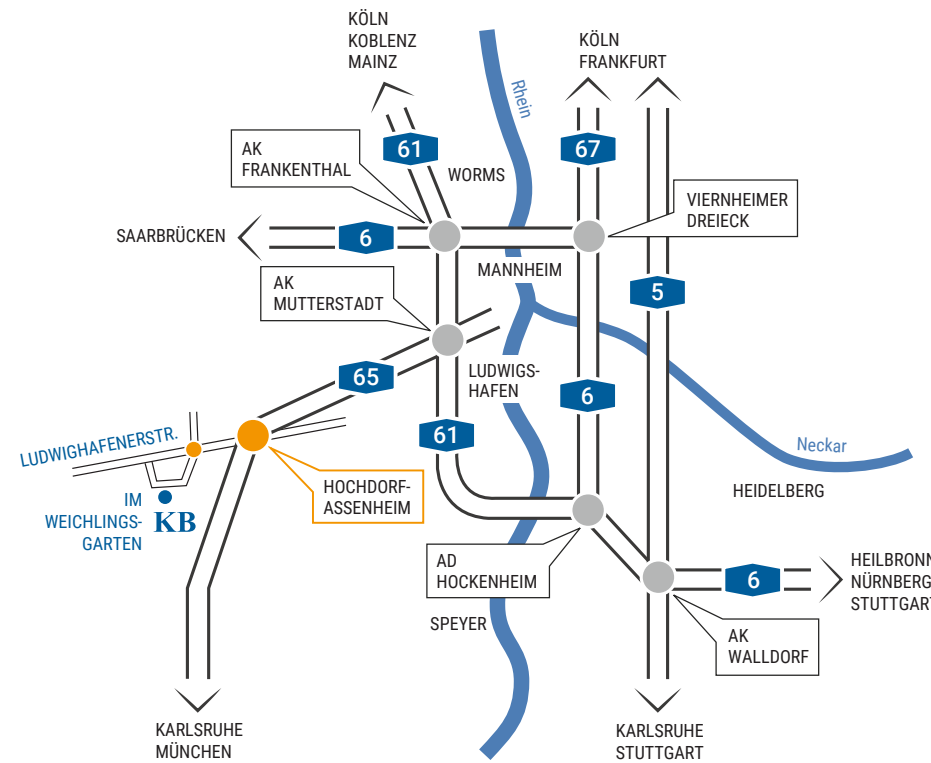 KÖLN
KOBLENZ
MAINZ
KÖLN
FRANKFURT
Rhein
61
67
AK
FRANKENTHAL
WORMS
VIERNHEIMER
DREIECK
SAARBRÜCKEN
6
MANNHEIM
AK
MUTTERSTADT
5
65
LUDWIGS-
HAFEN
6
61
LUDWIGHAFENERSTR.
Neckar
HOCHDORF-
ASSENHEIM
HEIDELBERG
IM
WEICHLINGS-
GARTEN
KB
AD
HOCKENHEIM
6
HEILBRONN
NÜRNBERG
STUTTGART
SPEYER
AK
WALLDORF
KARLSRUHE
MÜNCHEN
KARLSRUHE
STUTTGART